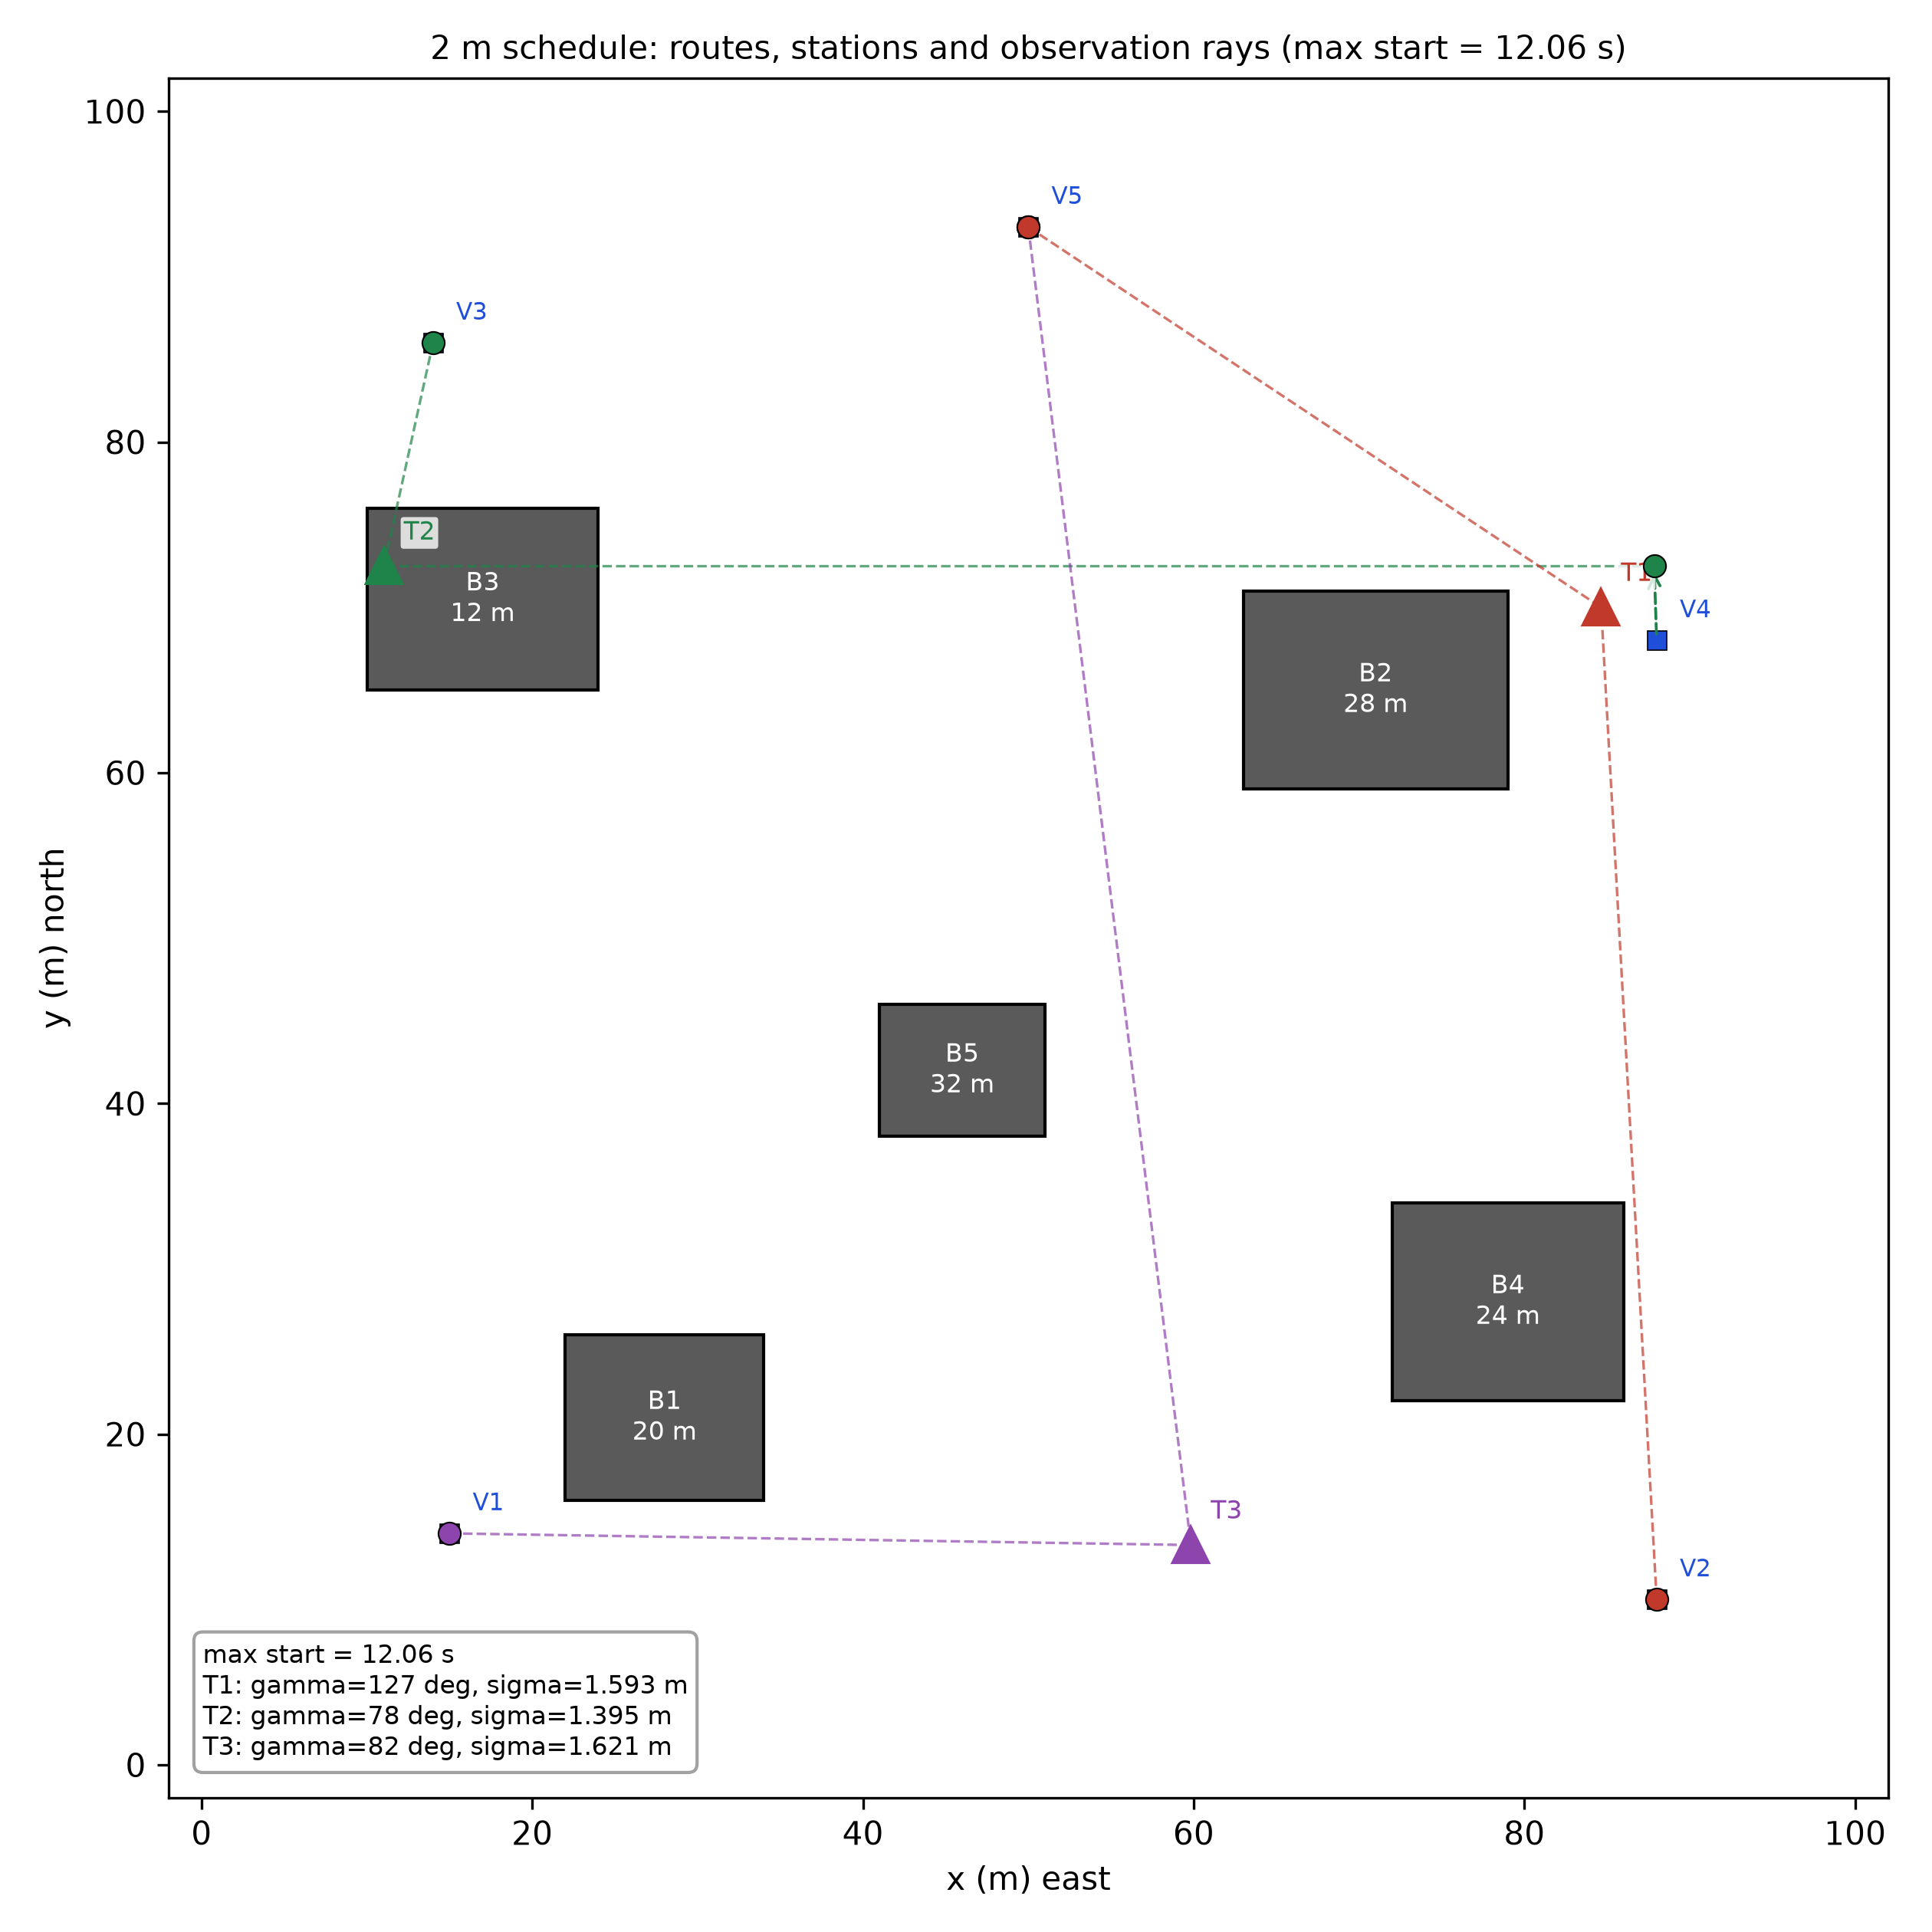 2 m schedule: routes, stations and observation rays (max start = 12.06 s)
100
80
60
40
20
0
y (m) north
V5
V3
T2
B3
12 m
T1
V4
B2
28 m
B5
32 m
B4
24 m
B1
20 m
V1
T3
V2
max start = 12.06 s
T1: gamma=127 deg, sigma=1.593 m
T2: gamma=78 deg, sigma=1.395 m
T3: gamma=82 deg, sigma=1.621 m
0
20
40
60
80
100
x (m) east